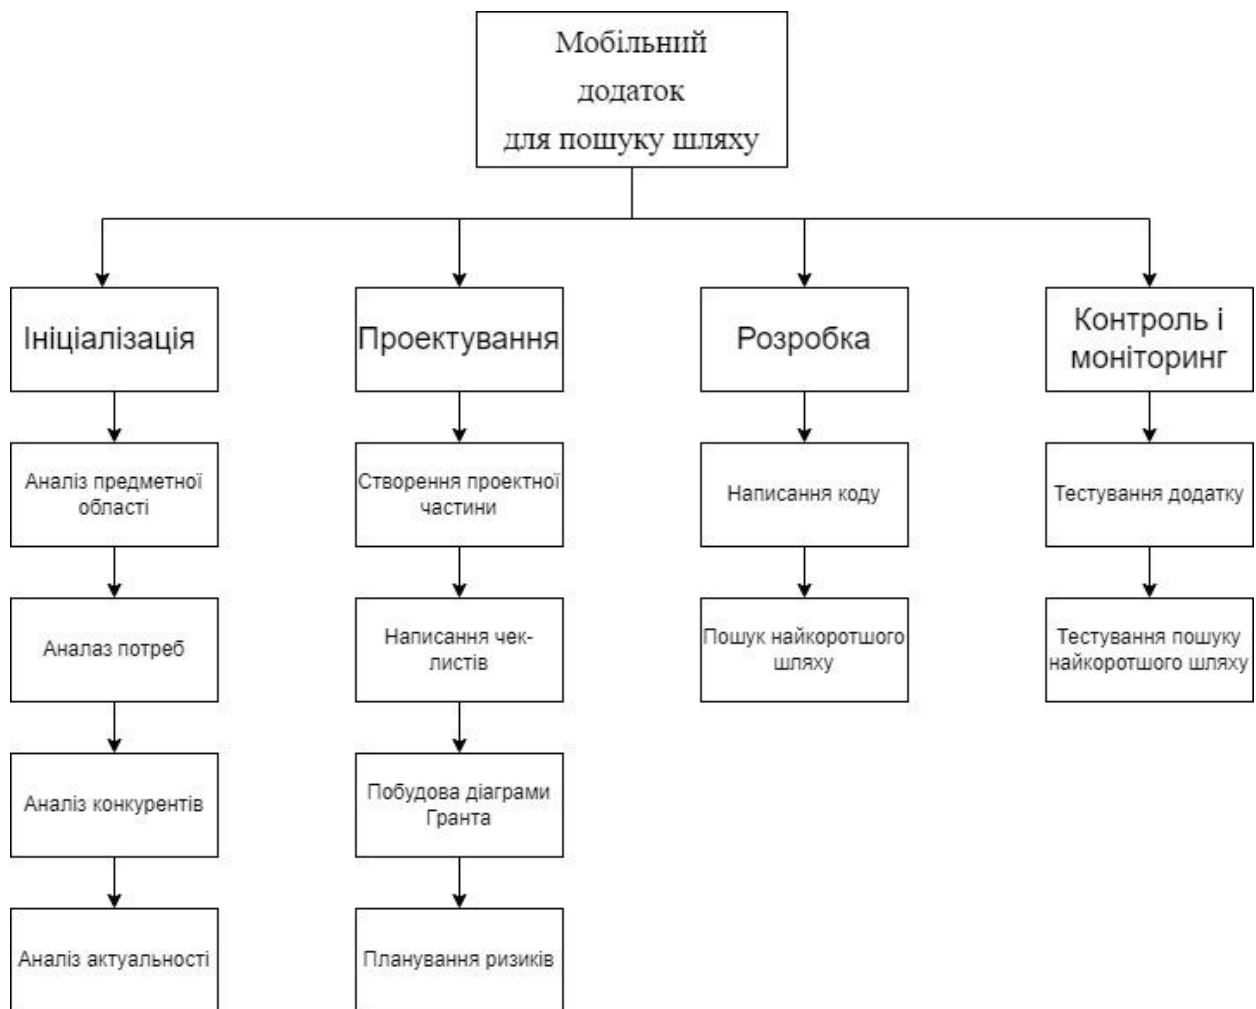 Мобільний
додаток
для пошуку шляху
Ініціалізація
Проектування
Розробка
Контроль і
моніторинг
Аналіз предметної
області
Створення проектної
частини
Написання коду
Тестування додатку
Аналаз потреб
Написання чек-
листів
Пошук найкоротшого
шляху
Тестування пошуку
найкоротшого шляху
Аналіз конкурентів
Побудова діаграми
Гранта
Аналіз актуальності
Планування ризиків